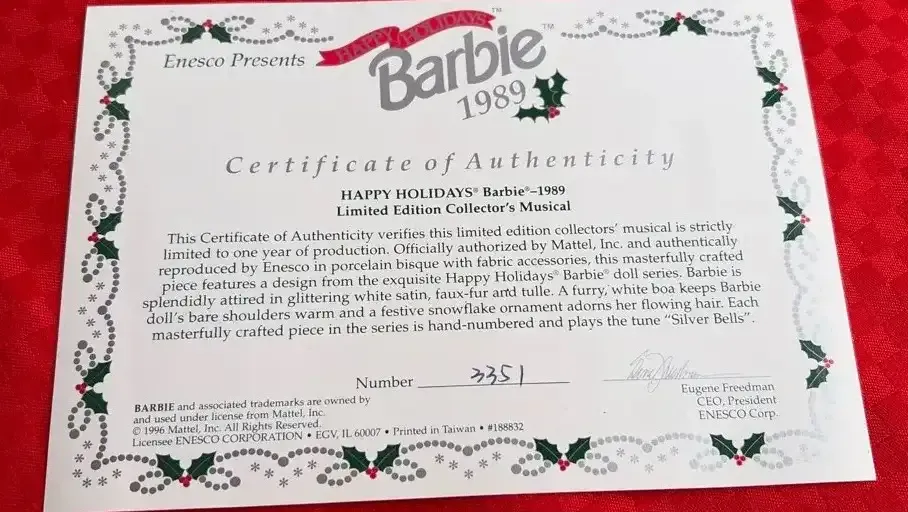 Enesco Presents
HAPPY HOLIDAYS™
Barbie™
1989
Certificate of Authenticity
HAPPY HOLIDAYS® Barbie®–1989
Limited Edition Collector's Musical
This Certificate of Authenticity verifies this limited edition collectors' musical is strictly
limited to one year of production. Officially authorized by Mattel, Inc. and authentically
reproduced by Enesco in porcelain bisque with fabric accessories, this masterfully crafted
piece features a design from the exquisite Happy Holidays® Barbie® doll series. Barbie is
splendidly attired in glittering white satin, faux-fur and tulle. A furry, white boa keeps Barbie
doll's bare shoulders warm and a festive snowflake ornament adorns her flowing hair. Each
masterfully crafted piece in the series is hand-numbered and plays the tune “Silver Bells”.
Number 3351
Eugene Freedman
CEO, President
ENESCO Corp.
BARBIE and associated trademarks are owned by
and used under license from Mattel, Inc.
© 1996 Mattel, Inc. All Rights Reserved.
Licensee ENESCO CORPORATION • EGV, IL 60007 • Printed in Taiwan • #188832